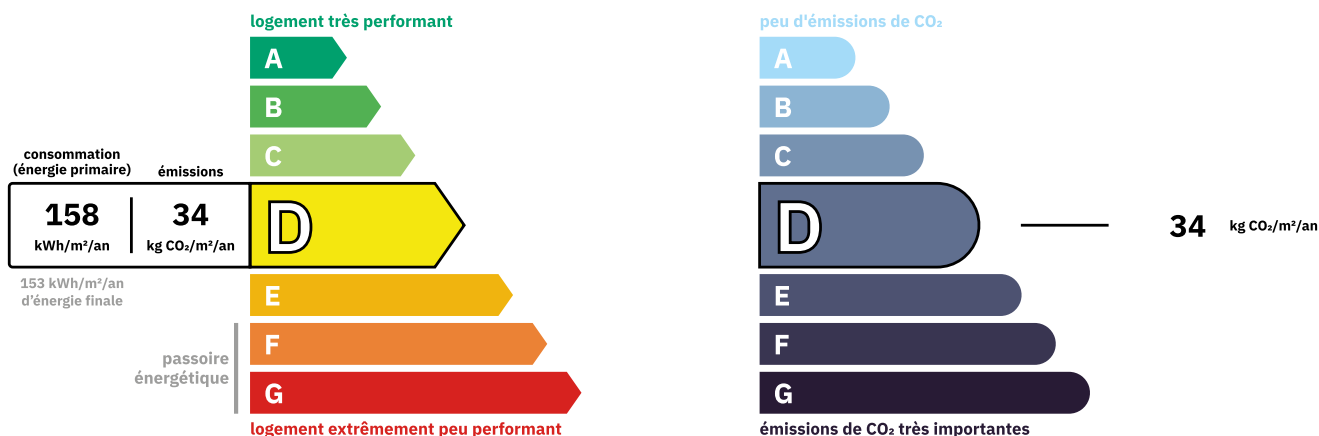 logement très performant
A
B
C
consommation
(énergie primaire)
émissions
158
kWh/m²/an
34
kg CO₂/m²/an
D
153 kWh/m²/an
d'énergie finale
E
passoire
énergétique
F
G
logement extrêmement peu performant
peu d'émissions de CO₂
A
B
C
D
34 kg CO₂/m²/an
E
F
G
émissions de CO₂ très importantes